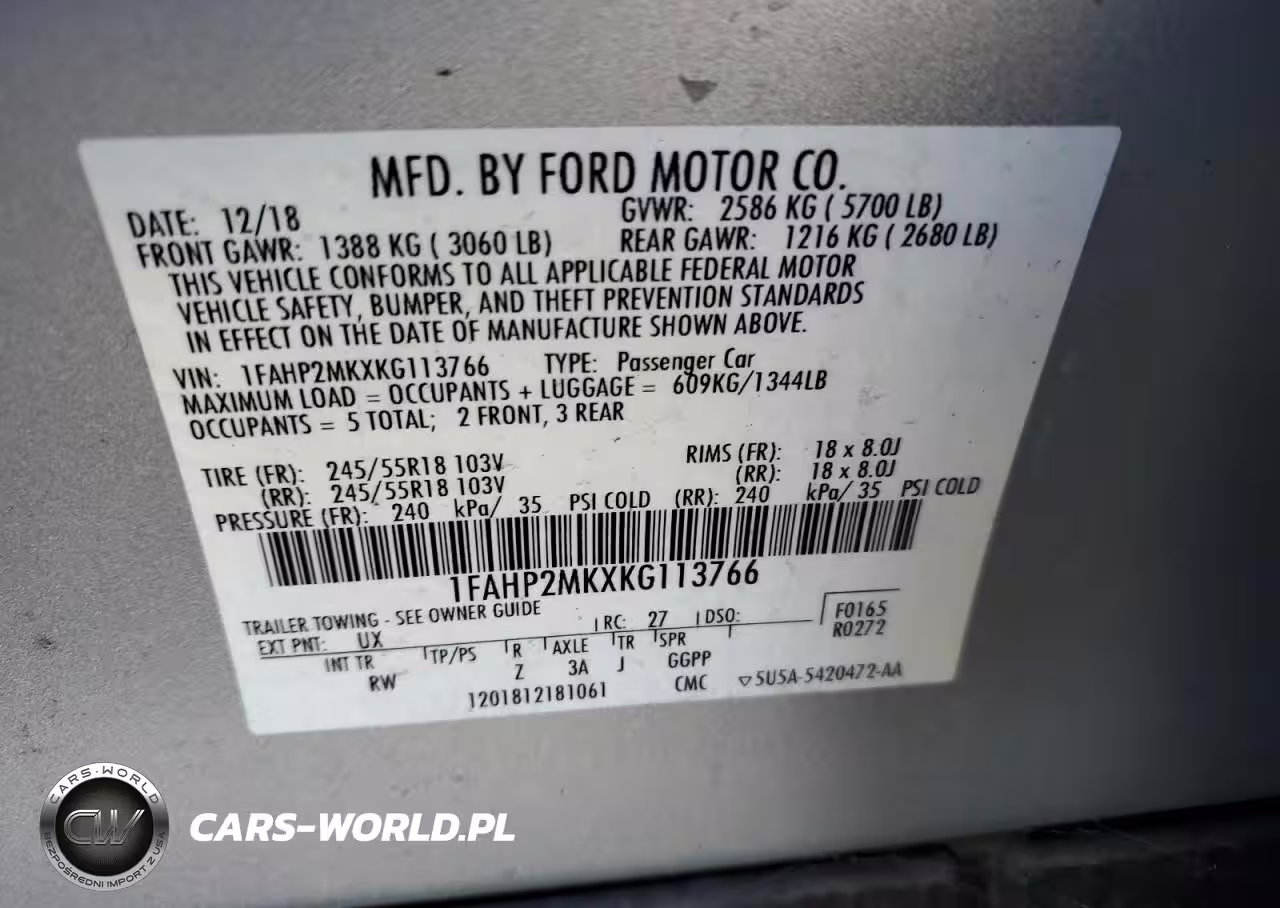 MFD. BY FORD MOTOR CO.
DATE: 12/18 GVWR: 2586 KG ( 5700 LB)
FRONT GAWR: 1388 KG ( 3060 LB) REAR GAWR: 1216 KG ( 2680 LB)
THIS VEHICLE CONFORMS TO ALL APPLICABLE FEDERAL MOTOR
VEHICLE SAFETY, BUMPER, AND THEFT PREVENTION STANDARDS
IN EFFECT ON THE DATE OF MANUFACTURE SHOWN ABOVE.
VIN: 1FAHP2MKXKG113766 TYPE: Passenger Car
MAXIMUM LOAD = OCCUPANTS + LUGGAGE = 609KG/1344LB
OCCUPANTS = 5 TOTAL; 2 FRONT, 3 REAR
TIRE (FR): 245/55R18 103V RIMS (FR): 18 x 8.0J
(RR): 245/55R18 103V (RR): 18 x 8.0J
PRESSURE (FR): 240 kPa/ 35 PSI COLD (RR): 240 kPa/ 35 PSI COLD
1FAHP2MKXKG113766
TRAILER TOWING - SEE OWNER GUIDE
EXT PNT: UX RC: 27 DSO: F0165
R0272
INT TR TP/PS R AXLE TR SPR
RW Z 3A J GGPP
1201812181061 CMC ▽5U5A-5420472-AA
CARS-WORLD
CW
BEZPOŚREDNI IMPORT Z USA
CARS-WORLD.PL